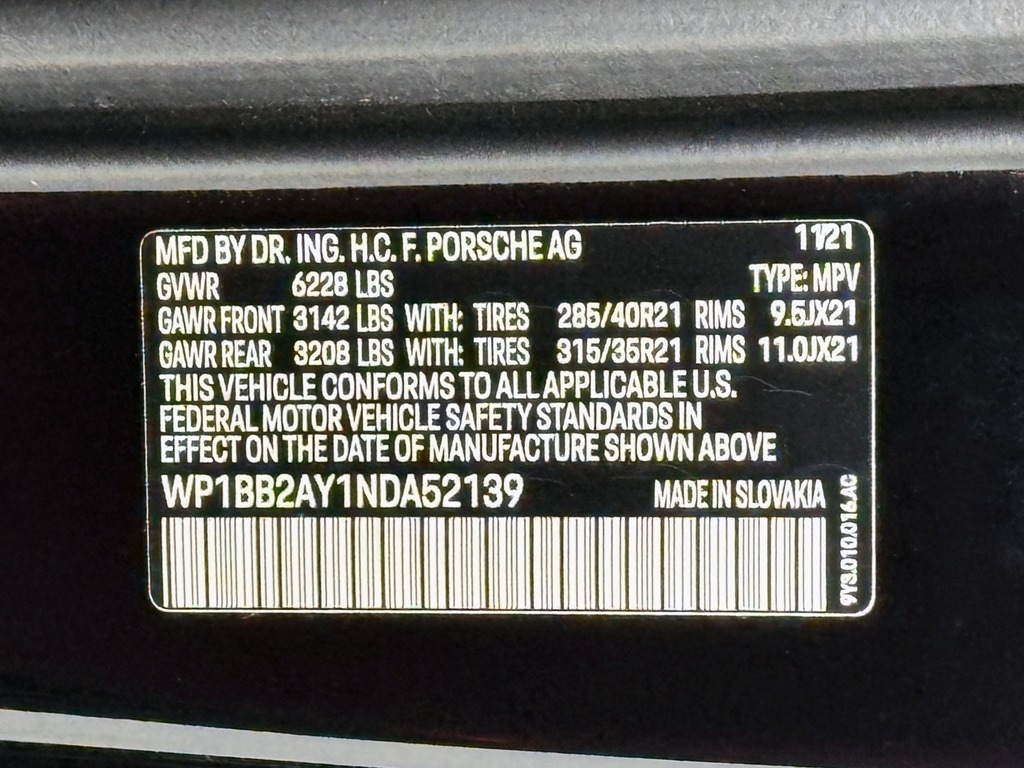 MFD BY DR. ING. H.C. F. PORSCHE AG 11/21
GVWR 6228 LBS TYPE: MPV
GAWR FRONT 3142 LBS WITH: TIRES 285/40R21 RIMS 9.5JX21
GAWR REAR 3208 LBS WITH: TIRES 315/35R21 RIMS 11.0JX21
THIS VEHICLE CONFORMS TO ALL APPLICABLE U.S.
FEDERAL MOTOR VEHICLE SAFETY STANDARDS IN
EFFECT ON THE DATE OF MANUFACTURE SHOWN ABOVE
WP1BB2AY1NDA52139 MADE IN SLOVAKIA
9Y3.010.016.AC